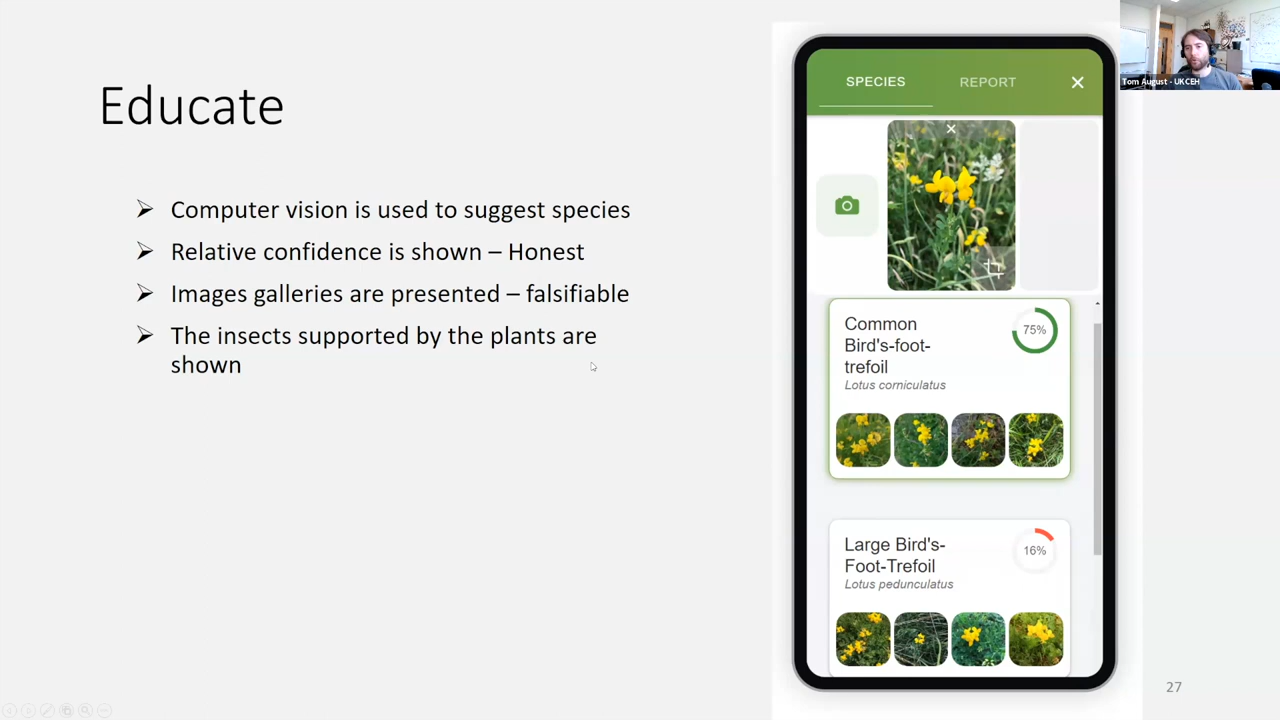 Educate
Computer vision is used to suggest species
Relative confidence is shown – Honest
Images galleries are presented – falsifiable
The insects supported by the plants are
shown
SPECIES
REPORT
Common
Bird's-foot-
trefoil
Lotus corniculatus
75%
Large Bird's-
Foot-Trefoil
Lotus pedunculatus
16%
27
Tom August - UKCEH